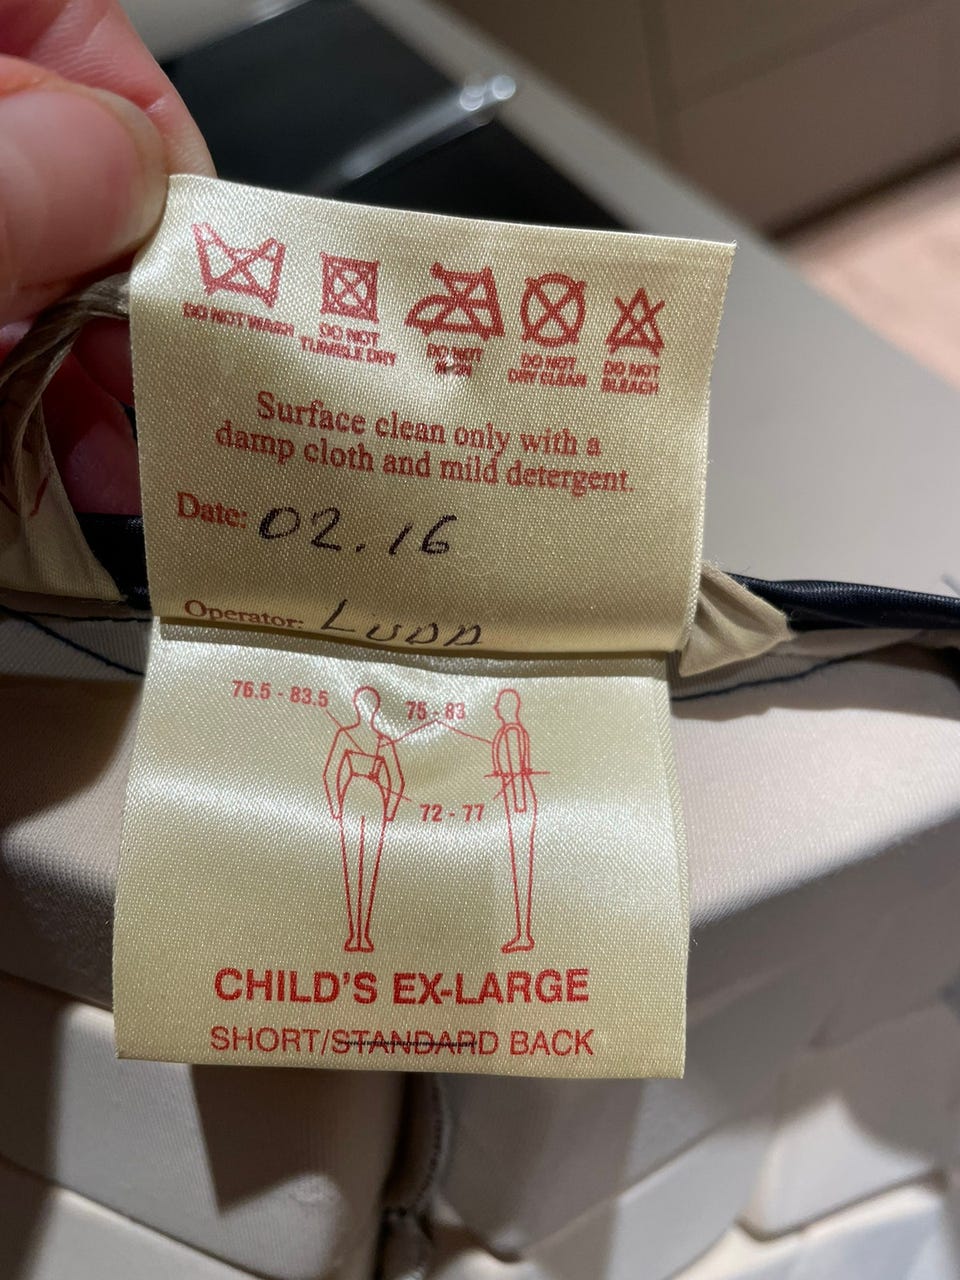 DO NOT WASH
DO NOT
TUMBLE DRY
DO NOT
IRON
DO NOT
DRY CLEAN
DO NOT
BLEACH
Surface clean only with a
damp cloth and mild detergent.
Date: 02.16
Operator: LUDD
76.5 - 83.5
75 - 83
72 - 77
CHILD'S EX-LARGE
SHORT/STANDARD BACK